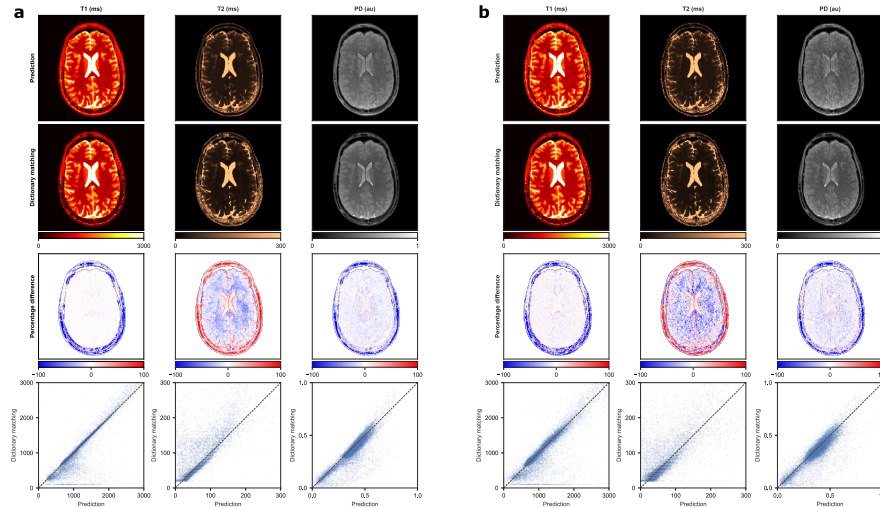 a
T1 (ms) T2 (ms) PD (au)
Prediction
Dictionary matching
0 3000 0 300 0 1
Percentage difference
−100 0 100 −100 0 100 −100 0 100
3000 300 1.0
2000 200
1000 100 0.5
0 0 0.0
Dictionary matching Dictionary matching Dictionary matching
0 1000 2000 3000 0 100 200 300 0.0 0.5 1.0
Prediction Prediction Prediction
b
T1 (ms) T2 (ms) PD (au)
Prediction
Dictionary matching
0 3000 0 300 0 1
Percentage difference
−100 0 100 −100 0 100 −100 0 100
3000 300 1.0
2000 200
1000 100 0.5
0 0 0.0
Dictionary matching Dictionary matching Dictionary matching
0 1000 2000 3000 0 100 200 300 0.0 0.5 1.0
Prediction Prediction Prediction